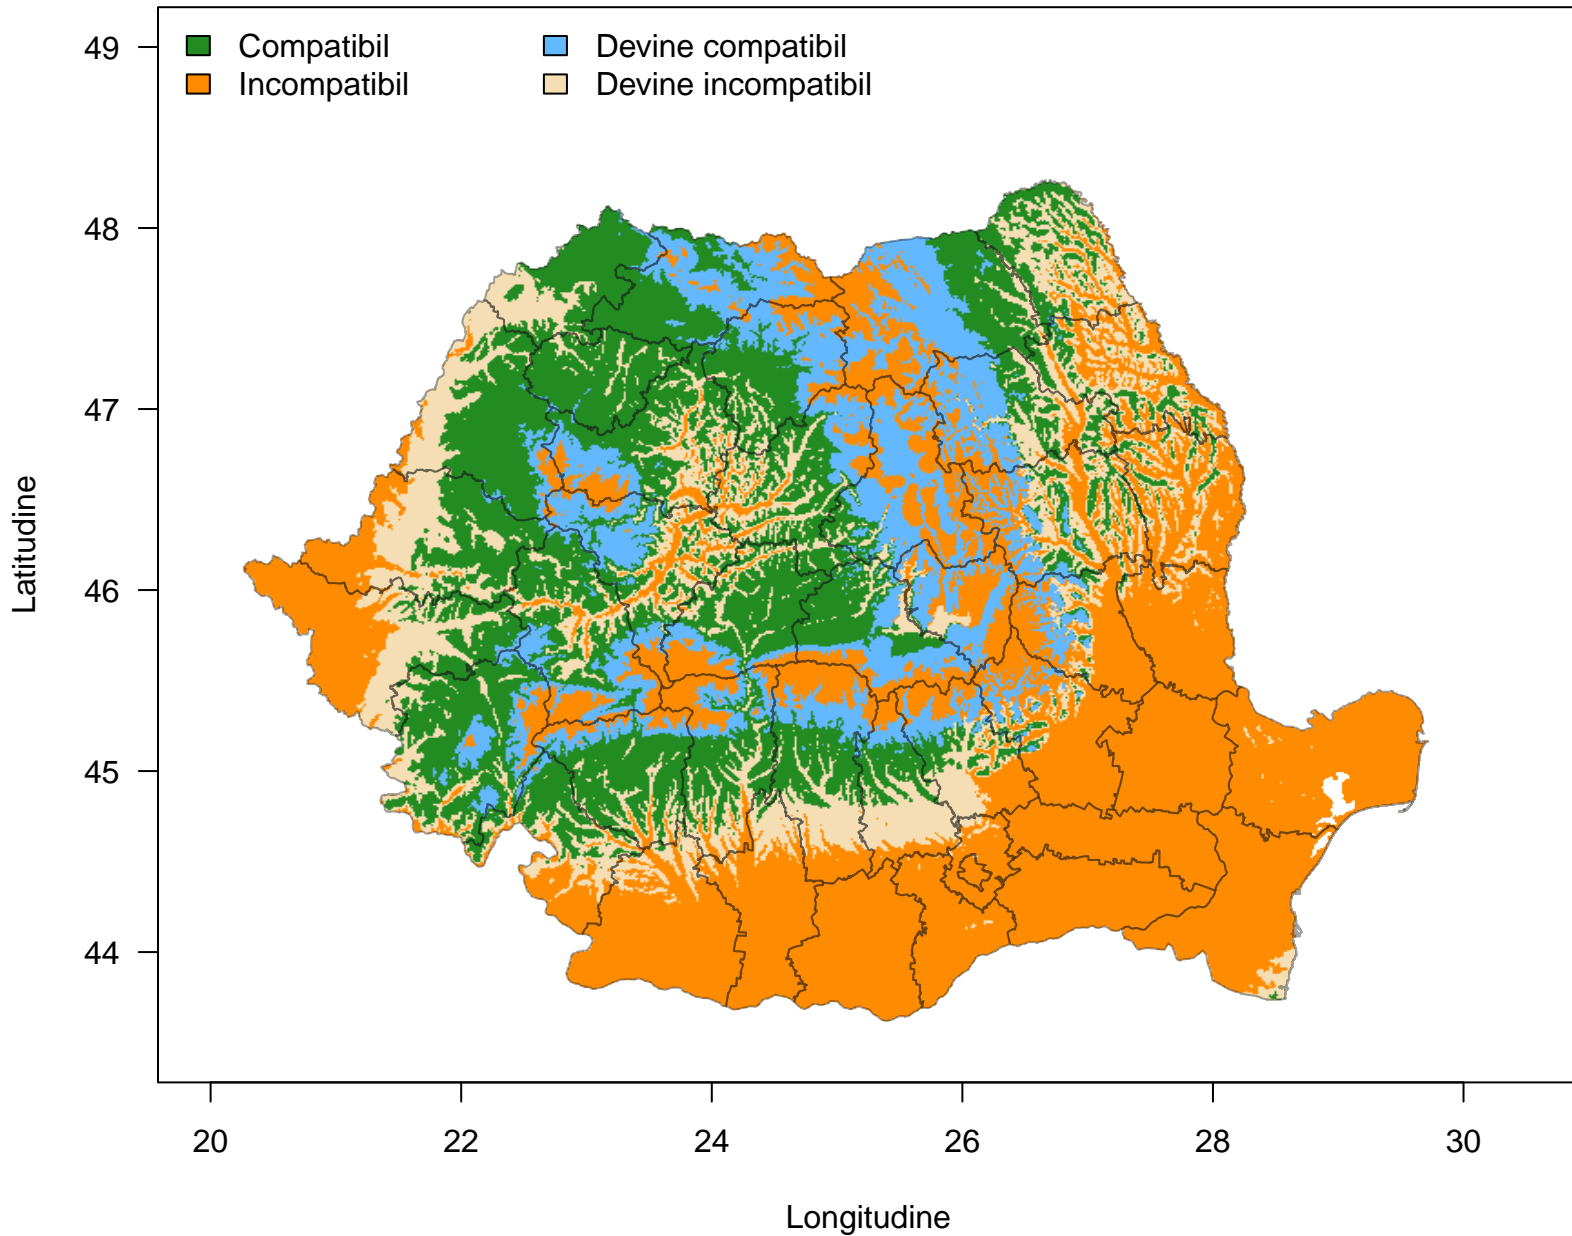 Compatibil
Incompatibil
Devine compatibil
Devine incompatibil
49
48
47
46
45
44
Latitudine
20 22 24 26 28 30
Longitudine